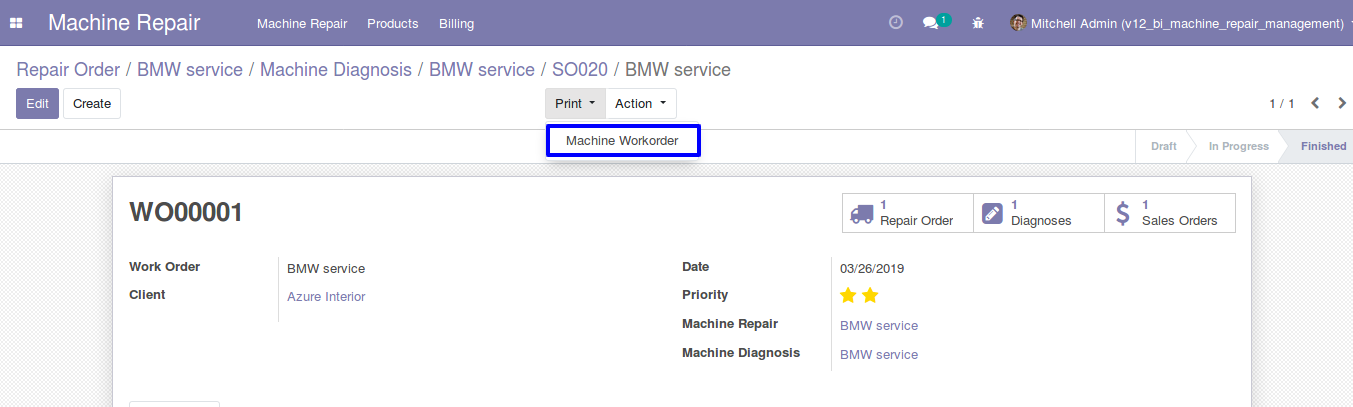 Machine Repair Machine Repair Products Billing 1 Mitchell Admin (v12_bi_machine_repair_management)
Repair Order / BMW service / Machine Diagnosis / BMW service / SO020 / BMW service
Edit Create Print Action 1 / 1
Machine Workorder
Draft In Progress Finished
WO00001
1
Repair Order
1
Diagnoses
1
Sales Orders
Work Order BMW service
Client Azure Interior
Date 03/26/2019
Priority
Machine Repair BMW service
Machine Diagnosis BMW service